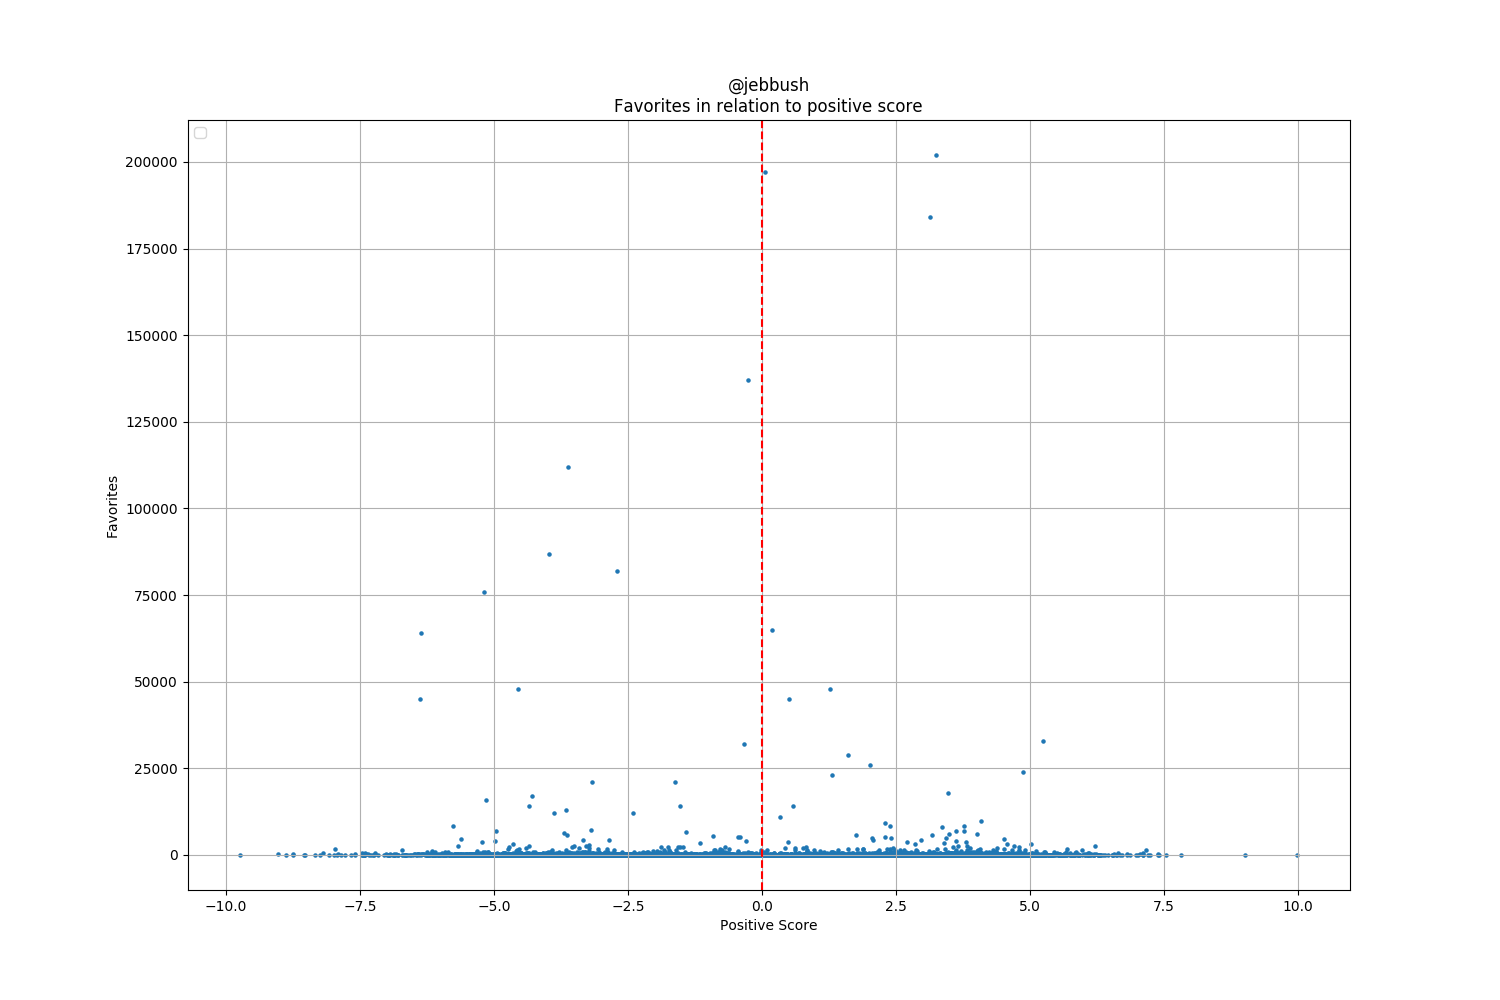 @jebbush
Favorites in relation to positive score
200000
175000
150000
125000
100000
75000
50000
25000
0
Favorites
−10.0 −7.5 −5.0 −2.5 0.0 2.5 5.0 7.5 10.0
Positive Score